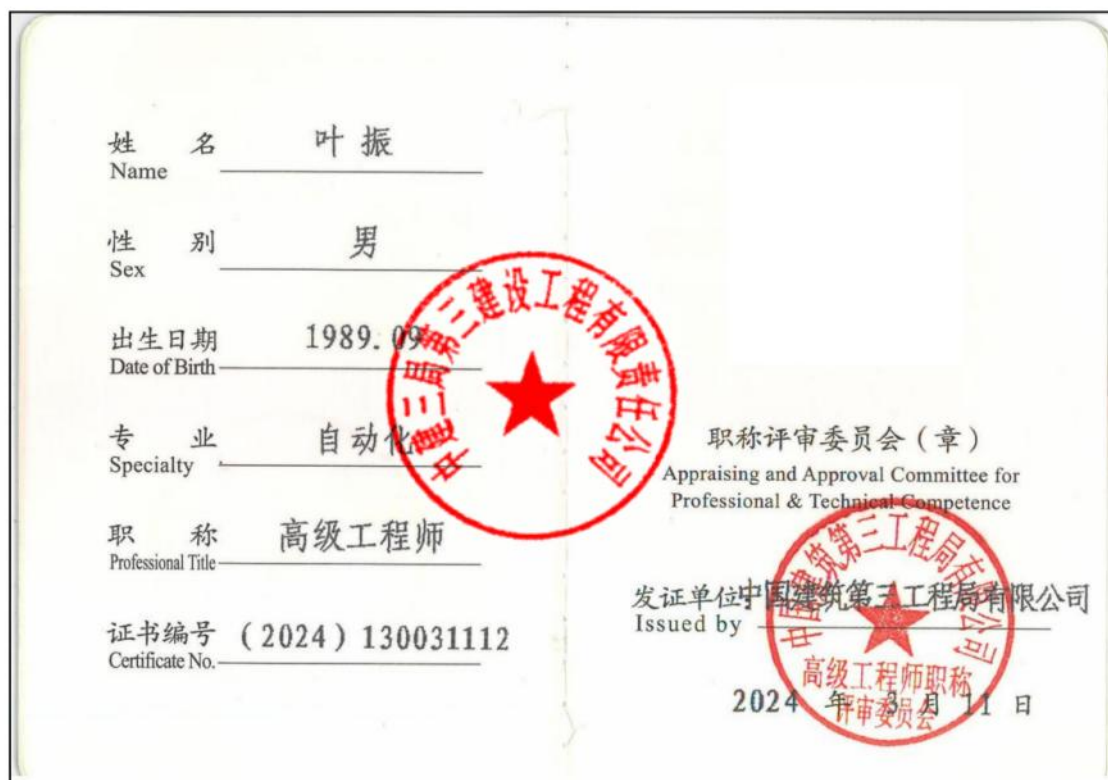 姓 名 叶 振
Name
性 别 男
Sex
出生日期 1989.09
Date of Birth
专 业 自动化
Specialty
职 称 高级工程师
Professional Title
证书编号 (2024) 130031112
Certificate No.
中建三局第三建设工程有限责任公司
职称评审委员会（章）
Appraising and Approval Committee for
Professional & Technical Competence
发证单位: 中国建筑第三工程局有限公司
Issued by
中国建筑第三工程局有限公司
高级工程师职称
评审委员会
2024 年 3 月 11 日